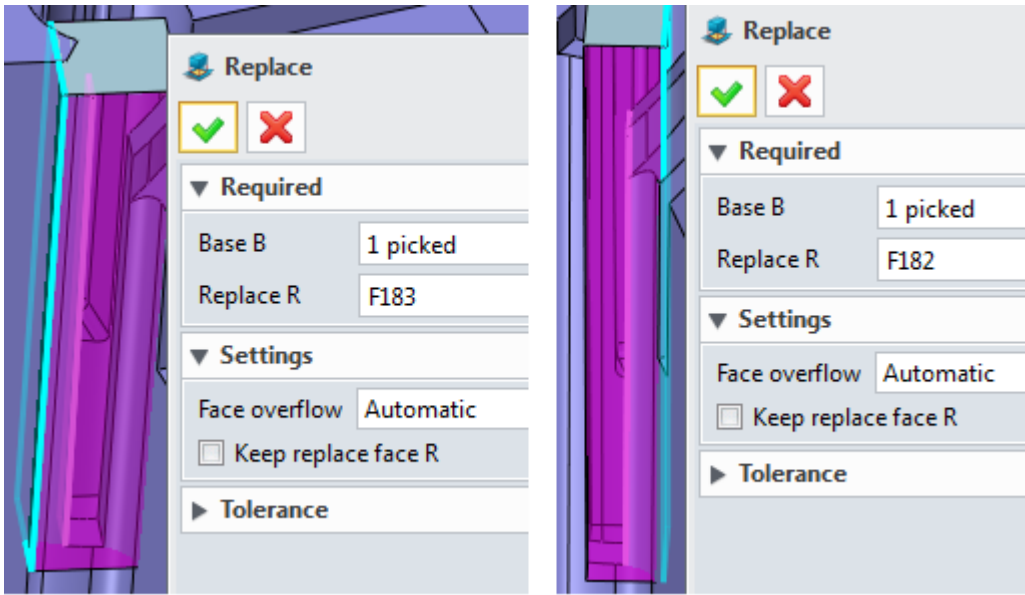 Replace
Required
Base B
1 picked
Replace R
F183
Settings
Face overflow
Automatic
Keep replace face R
Tolerance
Replace
Required
Base B
1 picked
Replace R
F182
Settings
Face overflow
Automatic
Keep replace face R
Tolerance